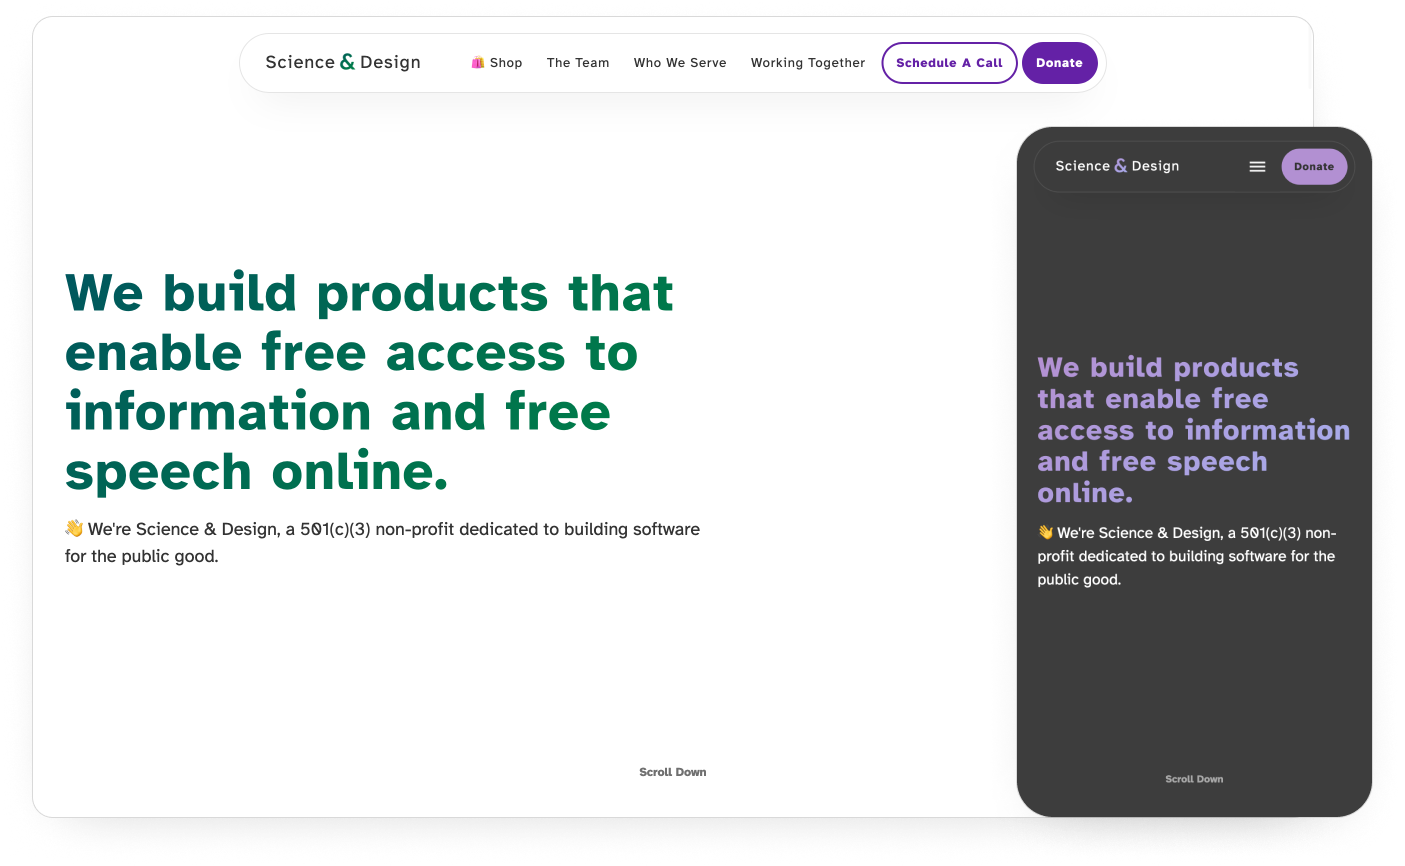 Science & Design
🛍️ Shop
The Team
Who We Serve
Working Together
Schedule A Call
Donate
We build products that
enable free access to
information and free
speech online.
👋 We're Science & Design, a 501(c)(3) non-profit dedicated to building software
for the public good.
Scroll Down
Science & Design
Donate
We build products
that enable free
access to information
and free speech
online.
👋 We're Science & Design, a 501(c)(3) non-
profit dedicated to building software for the
public good.
Scroll Down